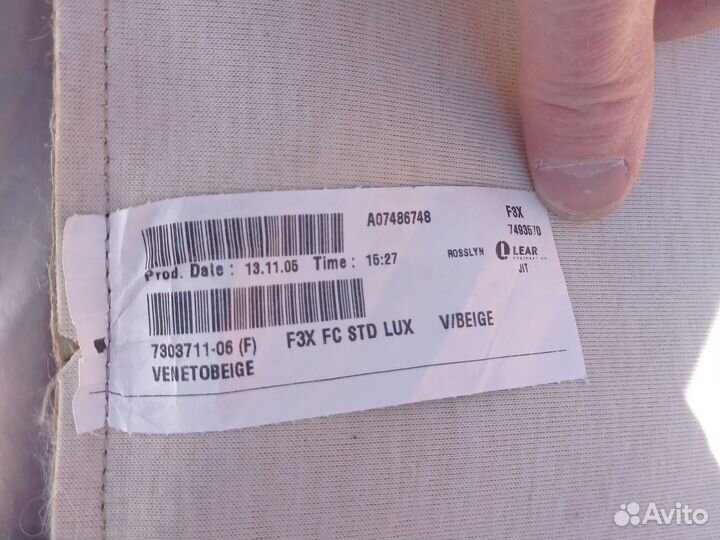 A07486748
F3X
7493570
Prod. Date : 13.11.05 Time : 15:27
ROSSLYN
LEAR
JIT
7303711-06 (F) F3X FC STD LUX V/BEIGE
VENETOBEIGE
Avito